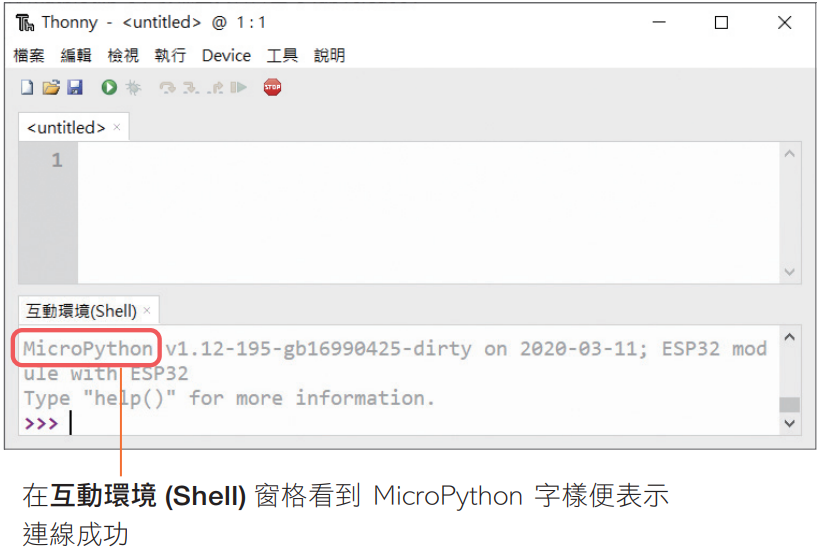 Thonny - <untitled> @ 1 : 1
檔案 編輯 檢視 執行 Device 工具 說明
STOP
<untitled> ×
1
互動環境(Shell) ×
MicroPython v1.12-195-gb16990425-dirty on 2020-03-11; ESP32 mod
ule with ESP32
Type "help()" for more information.
>>>
在互動環境 (Shell) 窗格看到 MicroPython 字樣便表示
連線成功